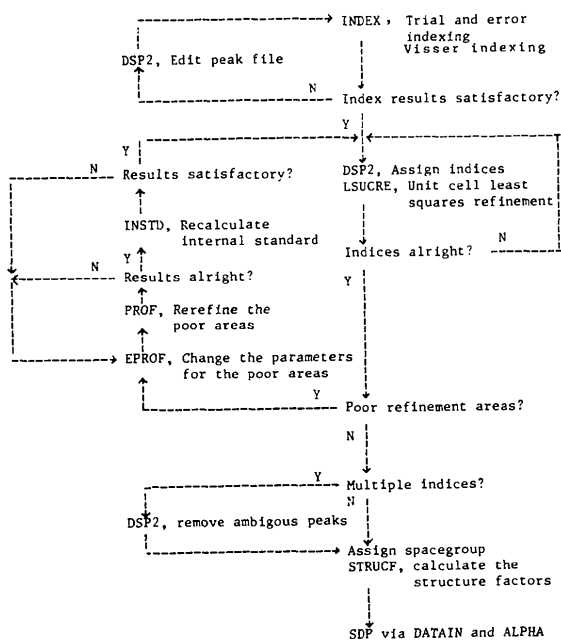 INDEX, Trial and error
indexing
Visser indexing
DSP2, Edit peak file
N
Index results satisfactory?
Y
Y
N
Results satisfactory?
DSP2, Assign indices
LSUCRE, Unit cell least
squares refinement
INSTD, Recalculate
internal standard
N
Indices alright?
Y
N
Results alright?
Y
PROF, Rerefine the
poor areas
EPROF, Change the parameters
for the poor areas
Y
Poor refinement areas?
N
Y
Multiple indices?
N
DSP2, remove ambigous peaks
Assign spacegroup
STRUCF, calculate the
structure factors
SDP via DATAIN and ALPHA